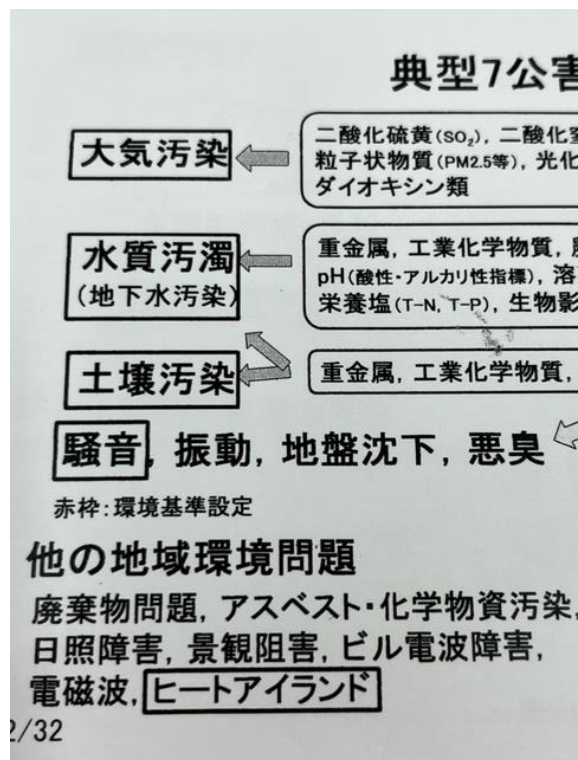 典型7公害
大気汚染
二酸化硫黄(SO₂), 二酸化
粒子状物質(PM2.5等), 光化
ダイオキシン類
水質汚濁
(地下水汚染)
重金属, 工業化学物質,
pH(酸性・アルカリ性指標), 溶
栄養塩(T-N, T-P), 生物影
土壌汚染
重金属, 工業化学物質,
騒音, 振動, 地盤沈下, 悪臭
赤枠:環境基準設定
他の地域環境問題
廃棄物問題, アスベスト・化学物資汚染,
日照障害, 景観阻害, ビル電波障害,
電磁波, ヒートアイランド
2/32